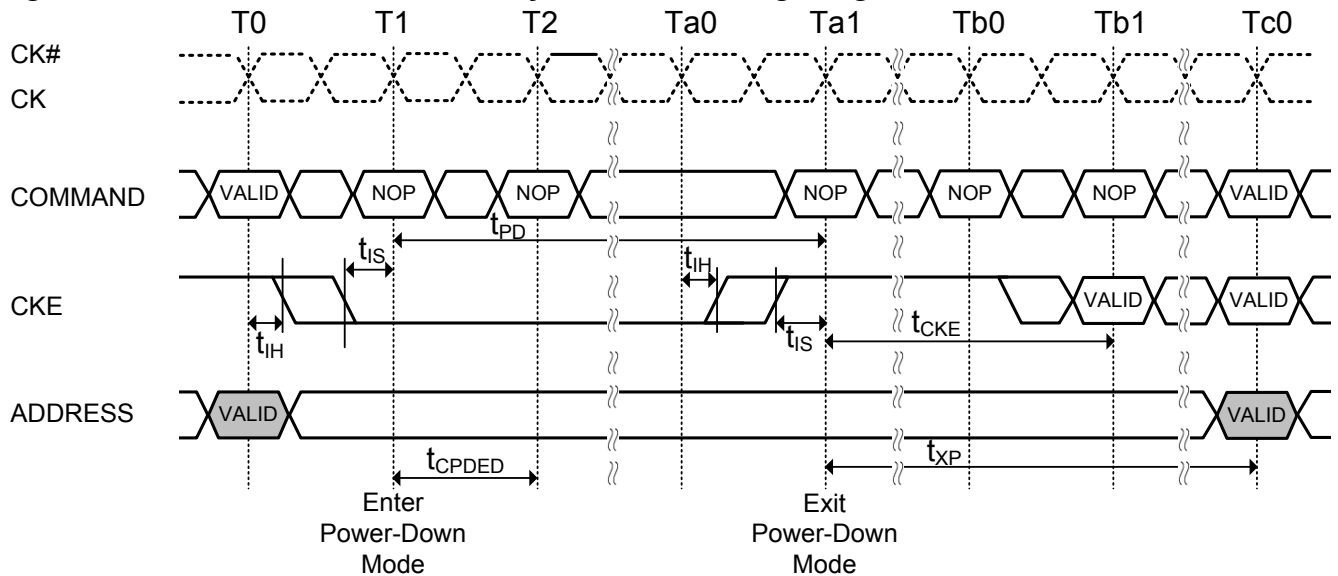 T0 T1 T2 Ta0 Ta1 Tb0 Tb1 Tc0
CK#
CK
COMMAND VALID NOP NOP NOP NOP NOP VALID
tPD
tIS tIH
CKE VALID VALID
tIH tIS tCKE
ADDRESS VALID VALID
tCPDED tXP
Enter
Power-Down
Mode
Exit
Power-Down
Mode